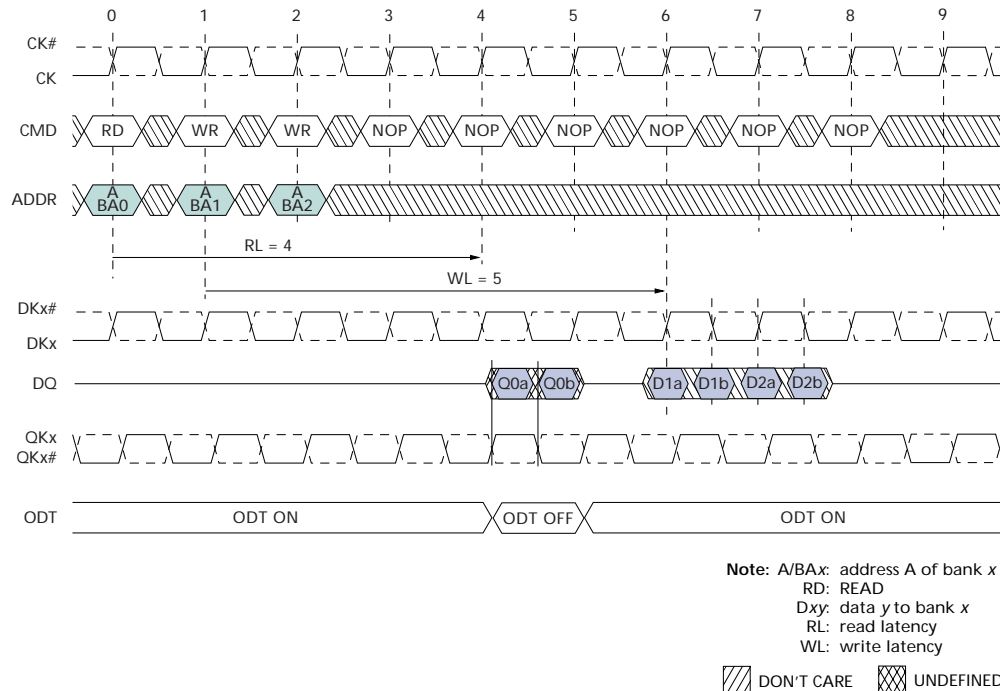 0 1 2 3 4 5 6 7 8 9
CK#
CK
CMD RD WR WR NOP NOP NOP NOP NOP NOP
ADDR A BA0 A BA1 A BA2
RL = 4
WL = 5
DKx#
DKx
DQ Q0a Q0b D1a D1b D2a D2b
QKx
QKx#
ODT ODT ON ODT OFF ODT ON
Note: A/BAx: address A of bank x
RD: READ
Dxy: data y to bank x
RL: read latency
WL: write latency
DON'T CARE UNDEFINED